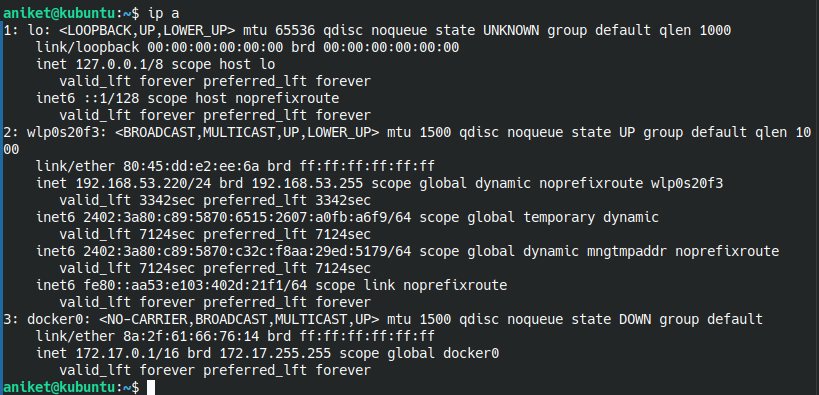 aniket@kubuntu:~$ ip a
1: lo: <LOOPBACK,UP,LOWER_UP> mtu 65536 qdisc noqueue state UNKNOWN group default qlen 1000
    link/loopback 00:00:00:00:00:00 brd 00:00:00:00:00:00
    inet 127.0.0.1/8 scope host lo
       valid_lft forever preferred_lft forever
    inet6 ::1/128 scope host noprefixroute
       valid_lft forever preferred_lft forever
2: wlp0s20f3: <BROADCAST,MULTICAST,UP,LOWER_UP> mtu 1500 qdisc noqueue state UP group default qlen 10
00
    link/ether 80:45:dd:e2:ee:6a brd ff:ff:ff:ff:ff:ff
    inet 192.168.53.220/24 brd 192.168.53.255 scope global dynamic noprefixroute wlp0s20f3
       valid_lft 3342sec preferred_lft 3342sec
    inet6 2402:3a80:c89:5870:6515:2607:a0fb:a6f9/64 scope global temporary dynamic
       valid_lft 7124sec preferred_lft 7124sec
    inet6 2402:3a80:c89:5870:c32c:f8aa:29ed:5179/64 scope global dynamic mngtmpaddr noprefixroute
       valid_lft 7124sec preferred_lft 7124sec
    inet6 fe80::aa53:e103:402d:21f1/64 scope link noprefixroute
       valid_lft forever preferred_lft forever
3: docker0: <NO-CARRIER,BROADCAST,MULTICAST,UP> mtu 1500 qdisc noqueue state DOWN group default
    link/ether 8a:2f:61:66:76:14 brd ff:ff:ff:ff:ff:ff
    inet 172.17.0.1/16 brd 172.17.255.255 scope global docker0
       valid_lft forever preferred_lft forever
aniket@kubuntu:~$